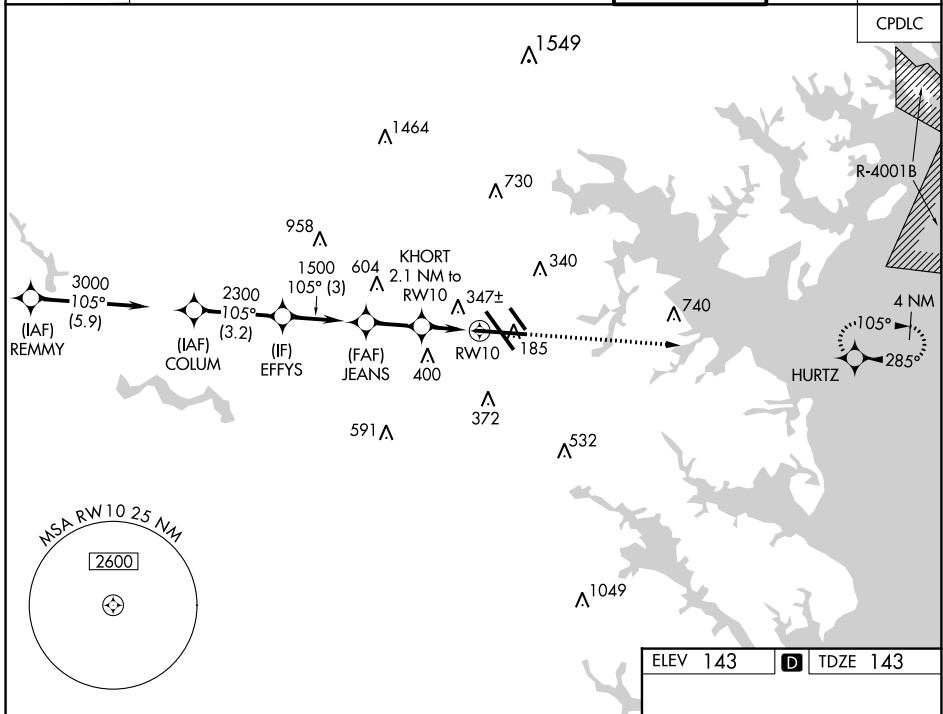 CPDLC
1549
1464
R-4001B
730
958
KHORT
2.1 NM to
RW10
1500
105° (3)
604
340
3000
105°
(5.9)
2300
105°
(3.2)
347±
740
4 NM
105°
285°
(IAF)
REMMY
(IAF)
COLUM
(IF)
EFFYS
(FAF)
JEANS
400
RW10
185
HURTZ
372
591
532
MSA RW10 25 NM
2600
1049
ELEV 143 D TDZE 143